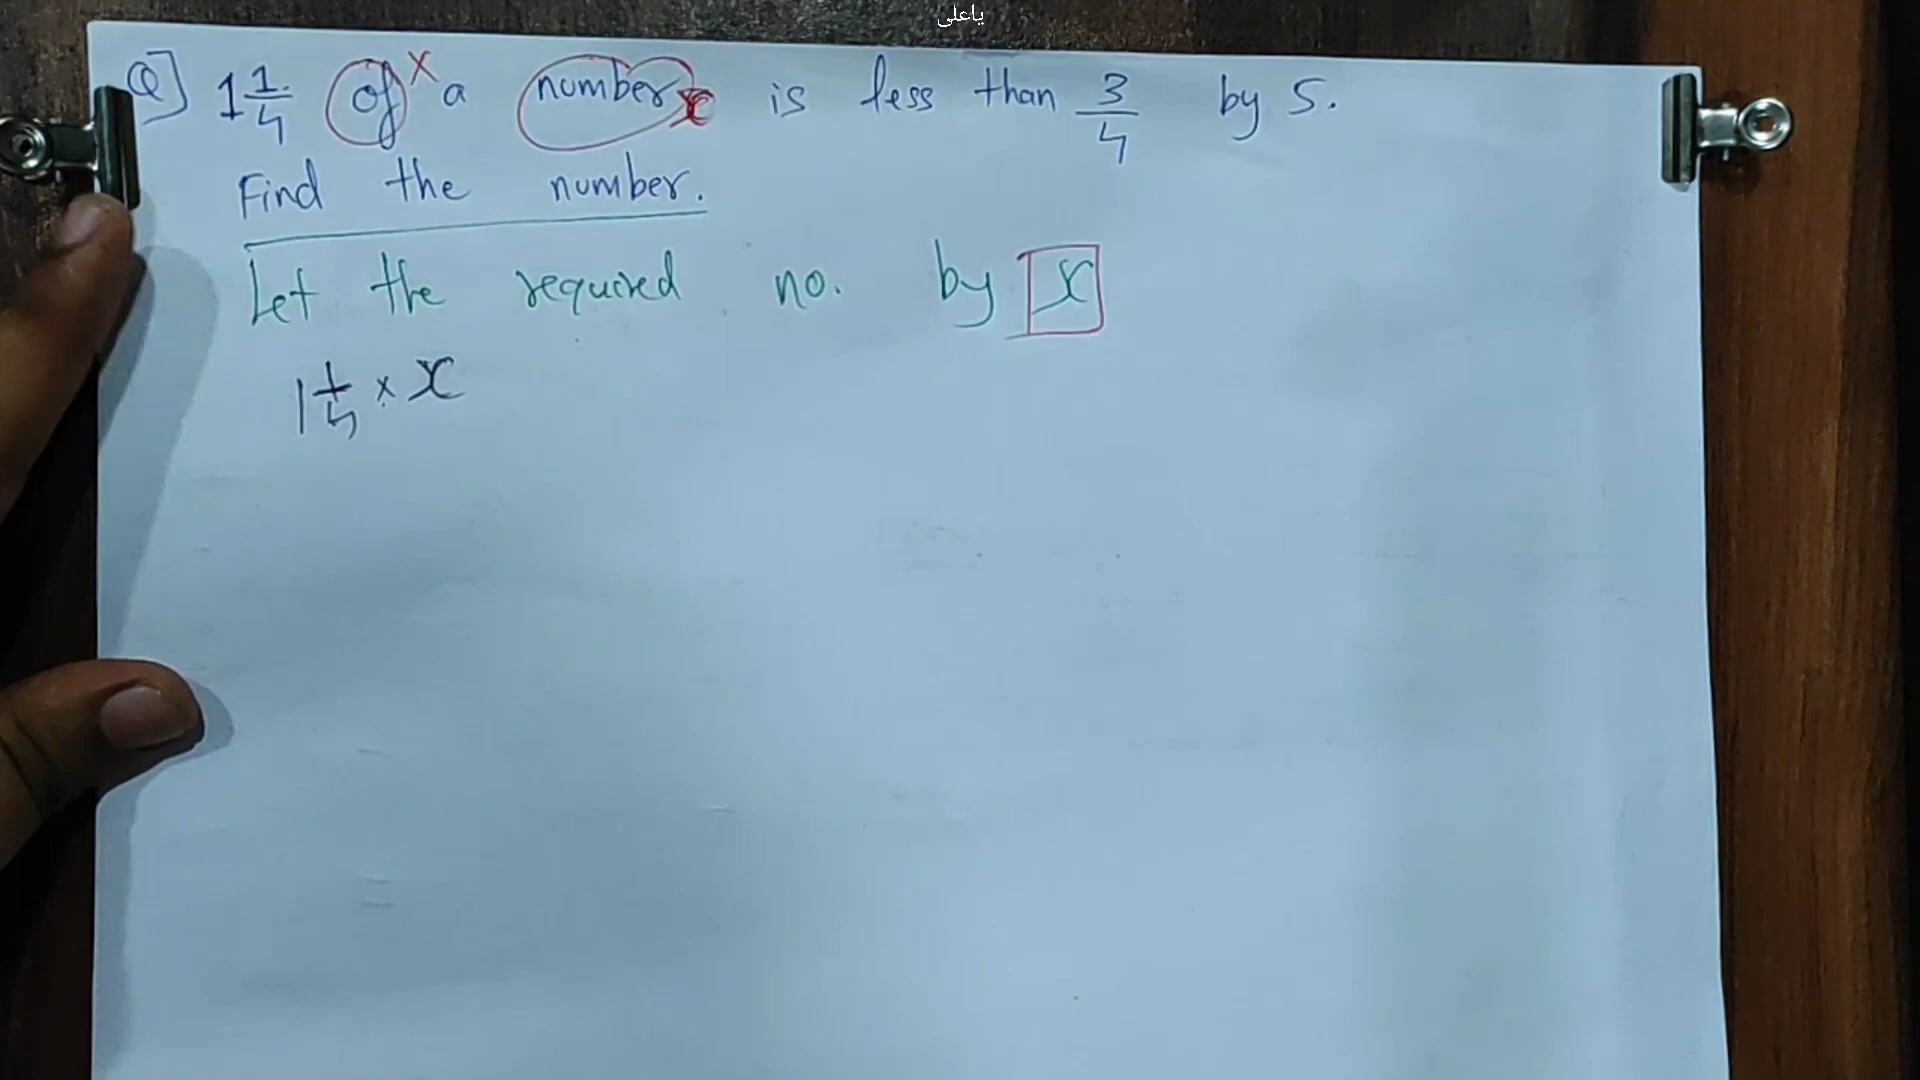 ياعلى
Q] 1 1/4 of x a number x is less than 3/4 by 5.
Find the number.
Let the required no. by x
1 1/4 × x